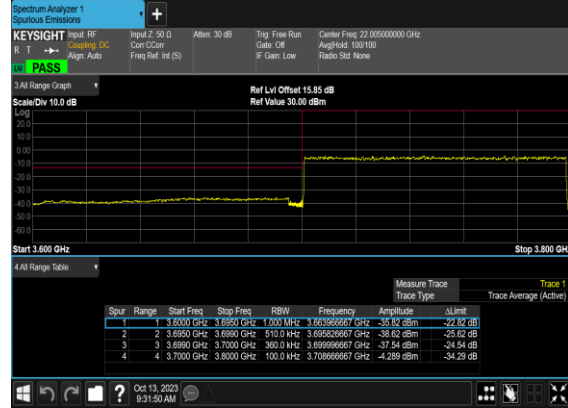 Spectrum Analyzer 1
Spurious Emissions
+
KEYSIGHT Input: RF Input Z: 50 Ω Atten: 30 dB Trig: Free Run Center Freq: 22.005000000 GHz
R T Coupling: DC Corr CCorr Gate: Off Avg|Hold: 100/100
Align: Auto Freq Ref: Int (S) IF Gain: Low Radio Std: None
PASS
3 All Range Graph
Ref Lvl Offset 15.85 dB
Scale/Div 10.0 dB Ref Value 30.00 dBm
Log
20.0
10.0
0.00
-10.0
-20.0
-30.0
-40.0
-50.0
-60.0
Start 3.600 GHz Stop 3.800 GH
4 All Range Table
Measure Trace Trace 1
Trace Type Trace Average (Active)
Spur Range Start Freq Stop Freq RBW Frequency Amplitude ΔLimit
1 1 3.6000 GHz 3.6950 GHz 1.000 MHz 3.663966667 GHz -35.82 dBm -22.82 dB
2 2 3.6950 GHz 3.6990 GHz 510.0 kHz 3.695826667 GHz -38.62 dBm -25.62 dB
3 3 3.6990 GHz 3.7000 GHz 360.0 kHz 3.699996667 GHz -37.54 dBm -24.54 dB
4 4 3.7000 GHz 3.8000 GHz 100.0 kHz 3.708666667 GHz -4.289 dBm -34.29 dB
? Oct 13, 2023
9:31:50 AM